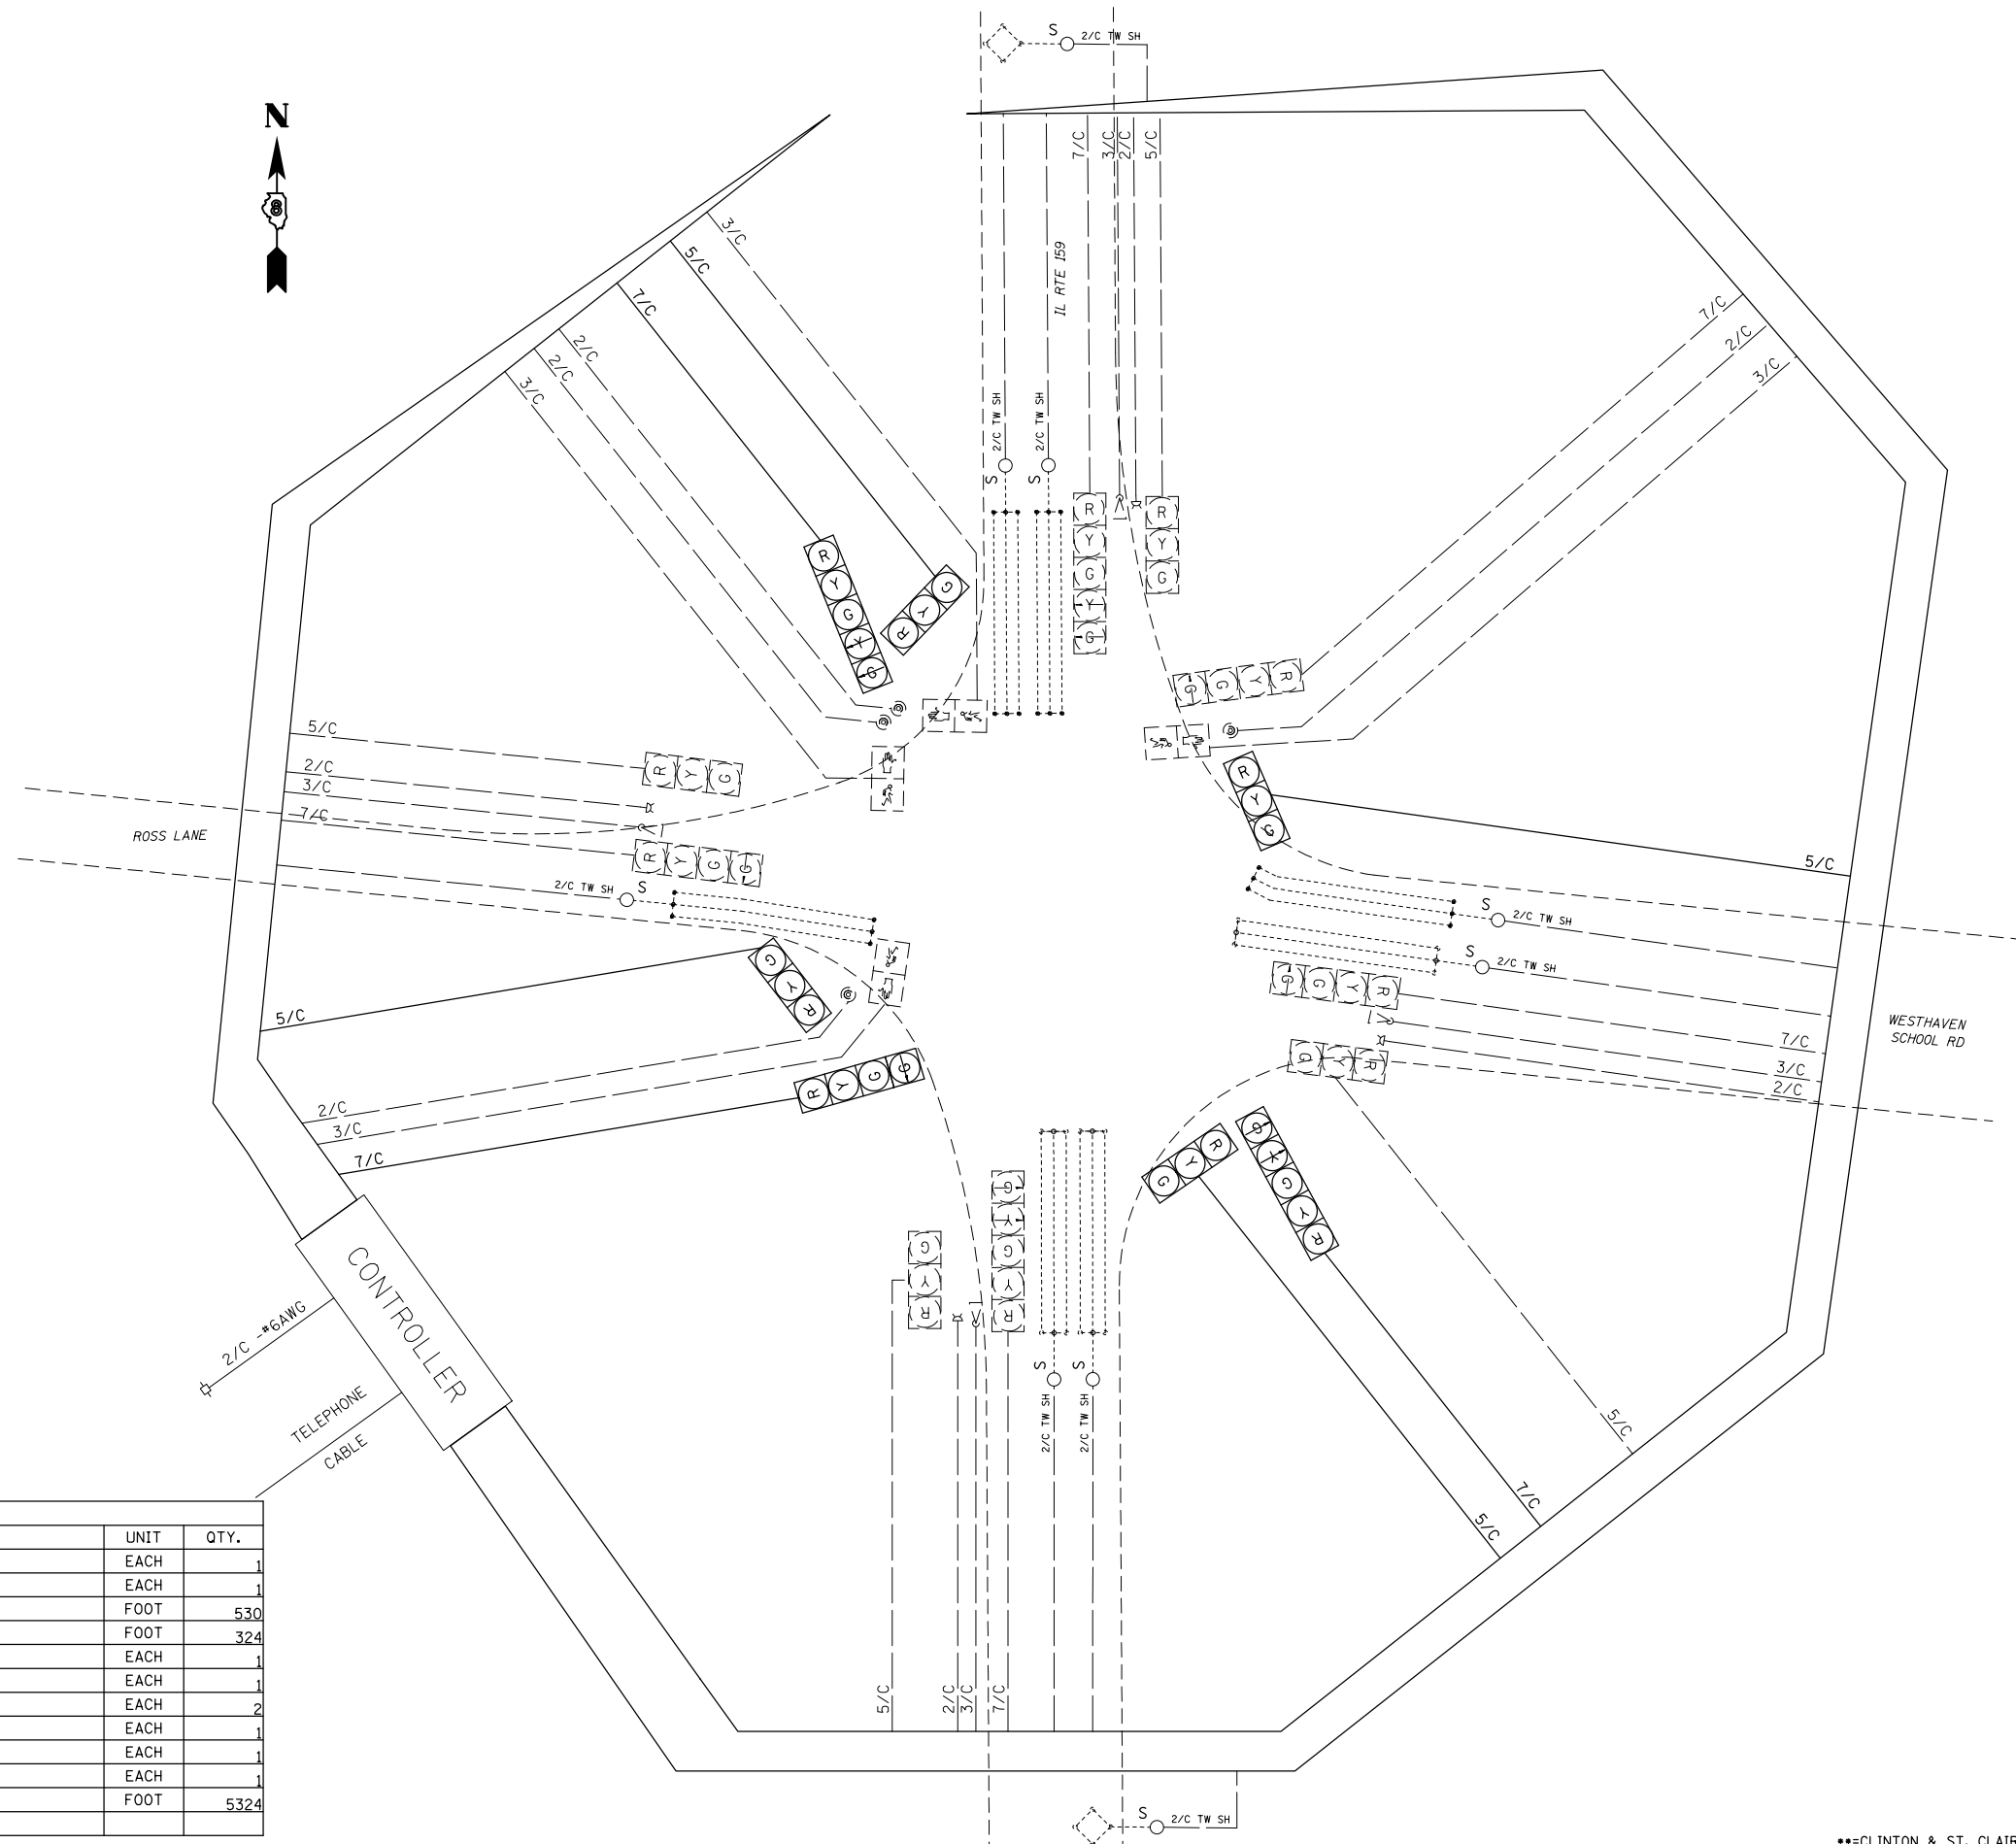 N
8
S
2/C TW SH
7/C
3/C
2/C
5/C
IL RTE 159
3/C
5/C
7/C
2/C
2/C
3/C
7/C
2/C
3/C
2/C TW SH
2/C TW SH
S
S
R
Y
G
Y
G
R
Y
G
R
Y
G
Y
G
G
Y
R
G
G
Y
R
5/C
2/C
3/C
7/C
R
Y
G
ROSS LANE
R
Y
G
G
2/C TW SH
S
R
Y
G
5/C
S
2/C TW SH
S
2/C TW SH
G
G
Y
R
WESTHAVEN
SCHOOL RD
7/C
3/C
2/C
G
Y
R
G
Y
R
5/C
2/C
3/C
7/C
R
Y
G
G
G
Y
R
G
Y
G
Y
R
G
Y
R
G
Y
G
Y
R
S
S
2/C TW SH
2/C TW SH
5/C
7/C
5/C
CONTROLLER
2/C -#6AWG
TELEPHONE
CABLE
5/C
2/C
3/C
7/C
UNIT QTY.
EACH 1
EACH 1
FOOT 530
FOOT 324
EACH 1
EACH 1
EACH 2
EACH 1
EACH 1
EACH 1
FOOT 5324
S
2/C TW SH
**=CLINTON & ST. CLAIR